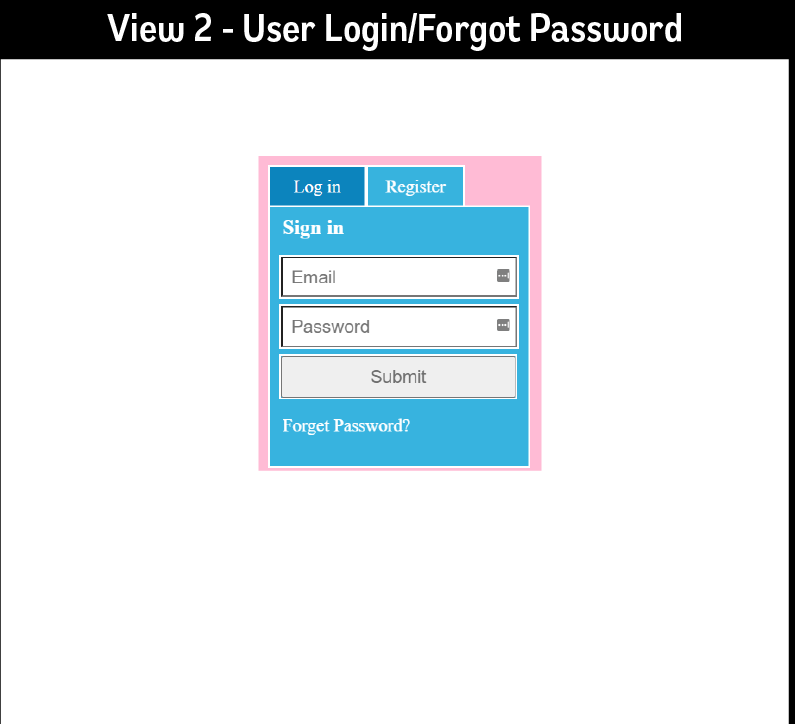 View 2 - User Login/Forgot Password
Log in Register
Sign in
Email
Password
Submit
Forget Password?